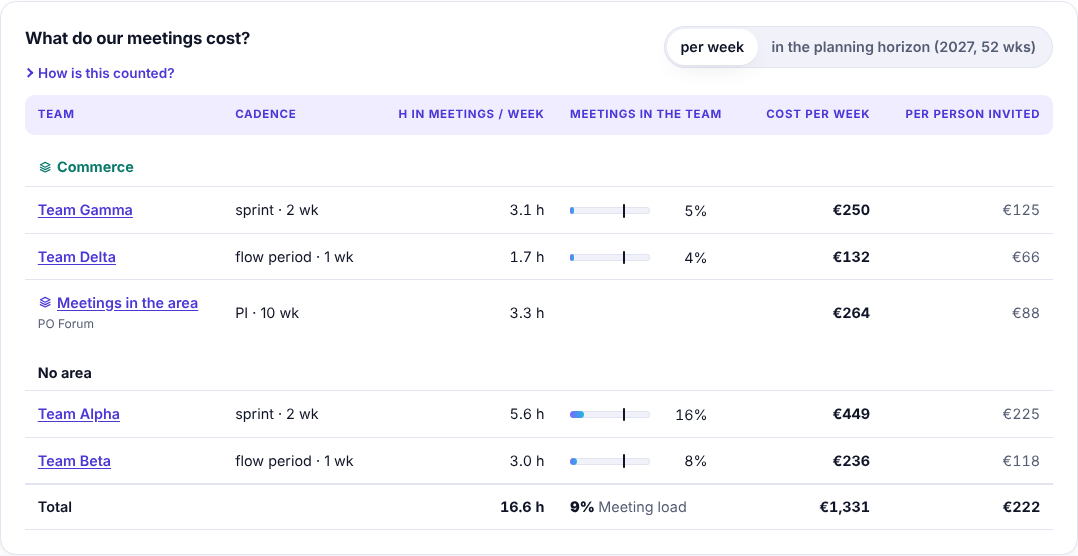 What do our meetings cost?
per week in the planning horizon (2027, 52 wks)
How is this counted?
TEAM CADENCE H IN MEETINGS / WEEK MEETINGS IN THE TEAM COST PER WEEK PER PERSON INVITED
Commerce
Team Gamma sprint · 2 wk 3.1 h 5% €250 €125
Team Delta flow period · 1 wk 1.7 h 4% €132 €66
Meetings in the area PI · 10 wk 3.3 h €264 €88
PO Forum
No area
Team Alpha sprint · 2 wk 5.6 h 16% €449 €225
Team Beta flow period · 1 wk 3.0 h 8% €236 €118
Total 16.6 h 9% Meeting load €1,331 €222